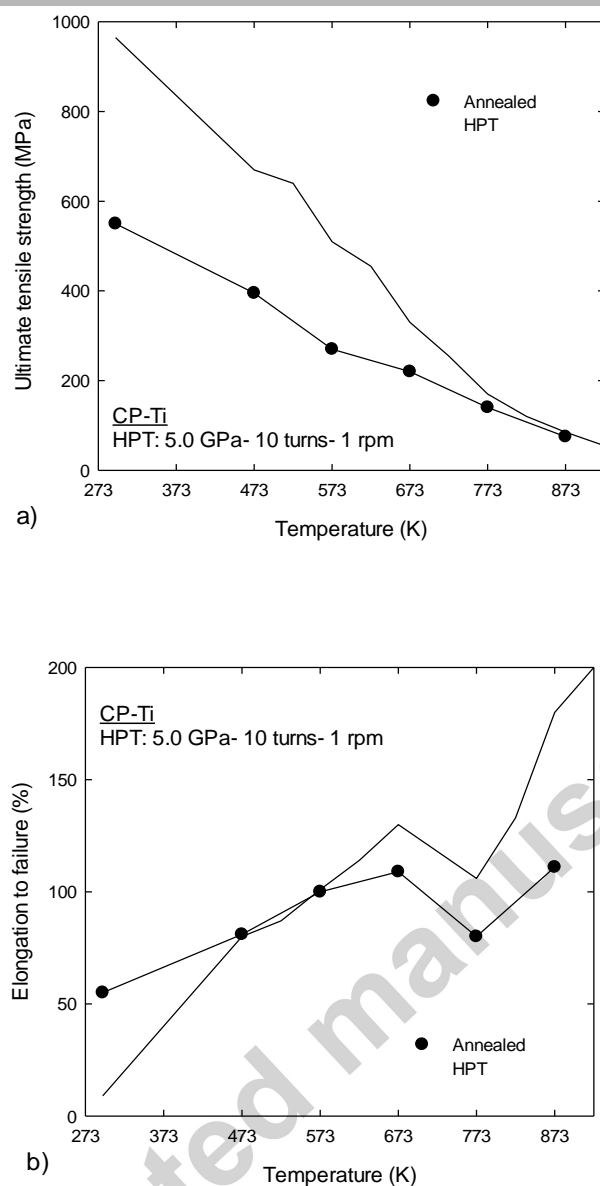 1000
800
600
400
200
0
Ultimate tensile strength (MPa)
Annealed
HPT
CP-Ti
HPT: 5.0 GPa- 10 turns- 1 rpm
273 373 473 573 673 773 873
a)
Temperature (K)
200
150
100
50
0
Elongation to failure (%)
CP-Ti
HPT: 5.0 GPa- 10 turns- 1 rpm
Annealed
HPT
273 373 473 573 673 773 873
b)
Temperature (K)
ted manus